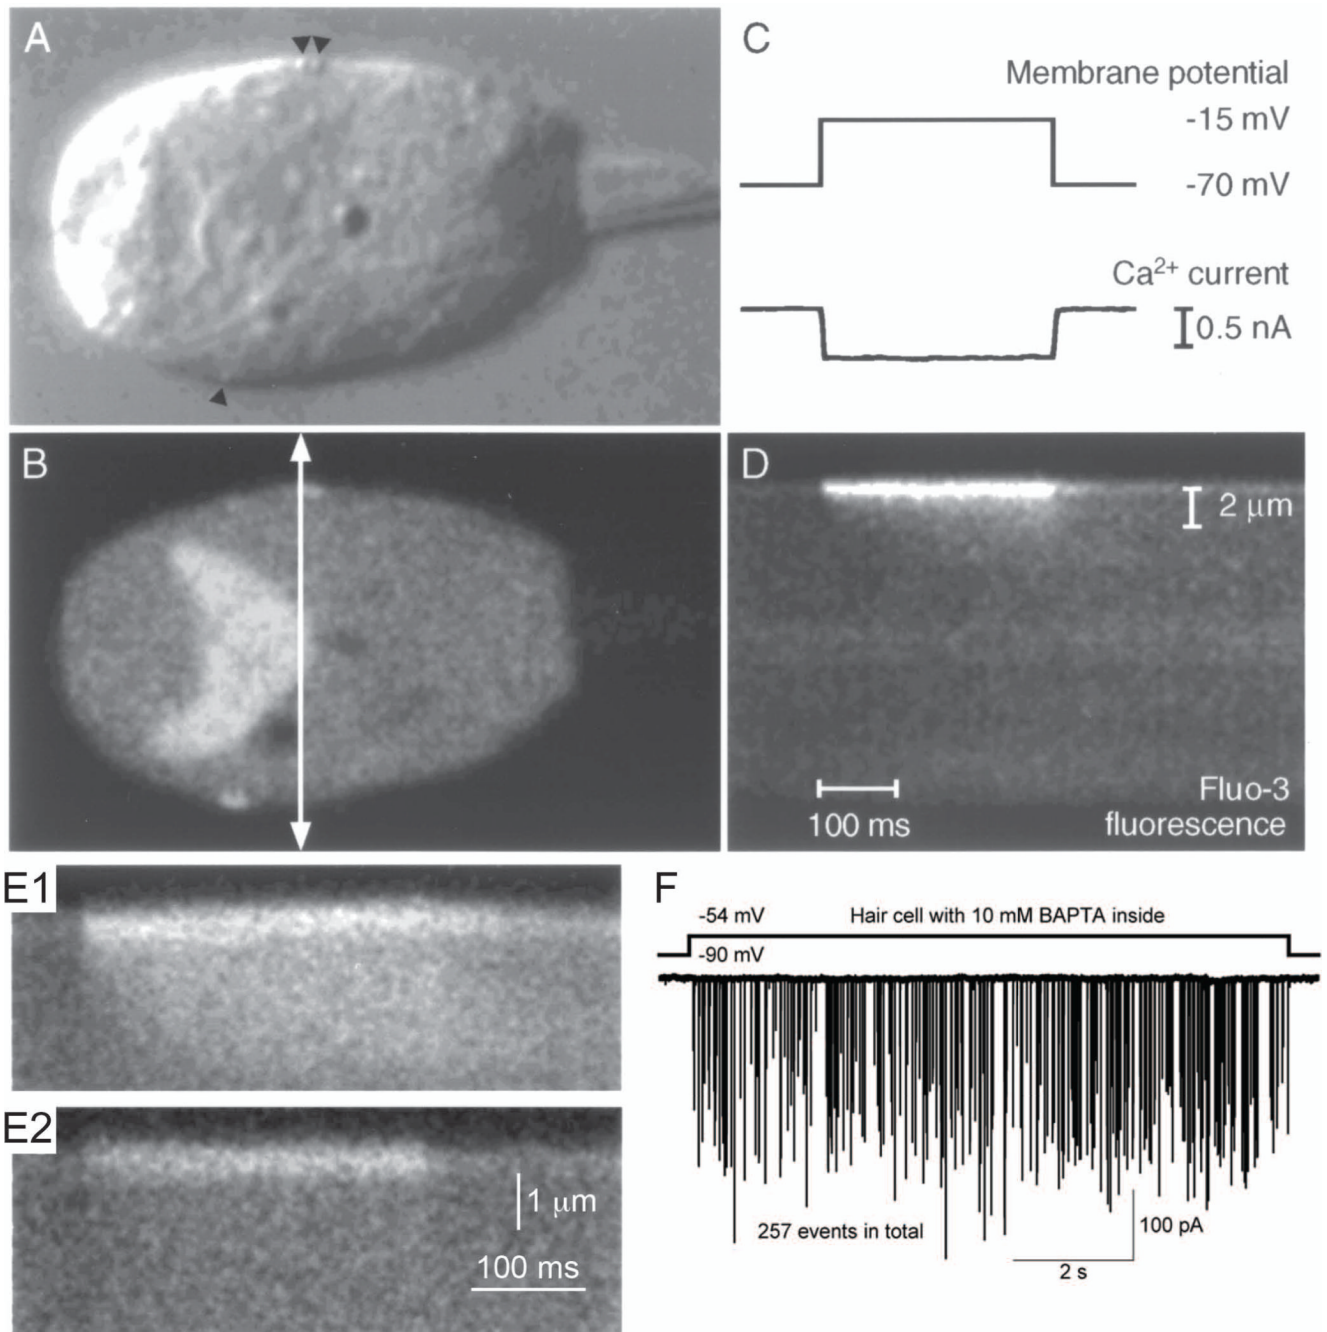 A
B
C
Membrane potential
-15 mV
-70 mV
Ca2+ current
0.5 nA
D
2 μm
100 ms
Fluo-3
fluorescence
E1
E2
1 μm
100 ms
F
-54 mV
Hair cell with 10 mM BAPTA inside
-90 mV
257 events in total
100 pA
2 s